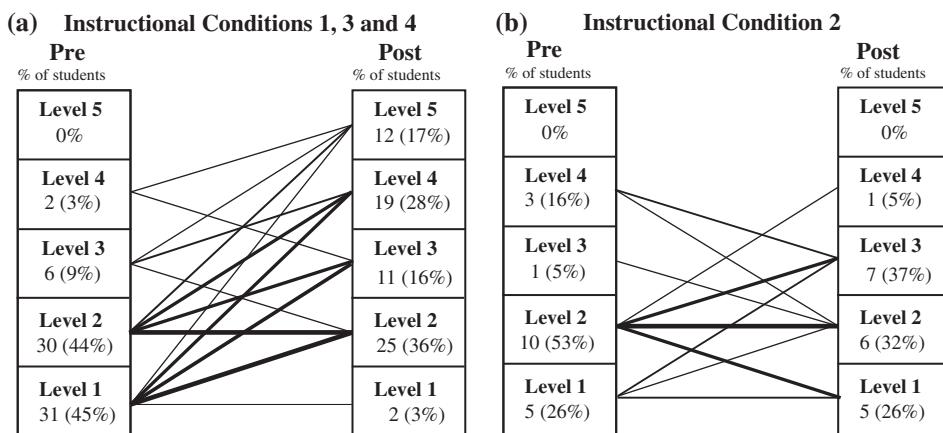 (a) Instructional Conditions 1, 3 and 4
Pre
% of students
Level 5
0%
Level 4
2 (3%)
Level 3
6 (9%)
Level 2
30 (44%)
Level 1
31 (45%)
Post
% of students
Level 5
12 (17%)
Level 4
19 (28%)
Level 3
11 (16%)
Level 2
25 (36%)
Level 1
2 (3%)
(b) Instructional Condition 2
Pre
% of students
Level 5
0%
Level 4
3 (16%)
Level 3
1 (5%)
Level 2
10 (53%)
Level 1
5 (26%)
Post
% of students
Level 5
0%
Level 4
1 (5%)
Level 3
7 (37%)
Level 2
6 (32%)
Level 1
5 (26%)